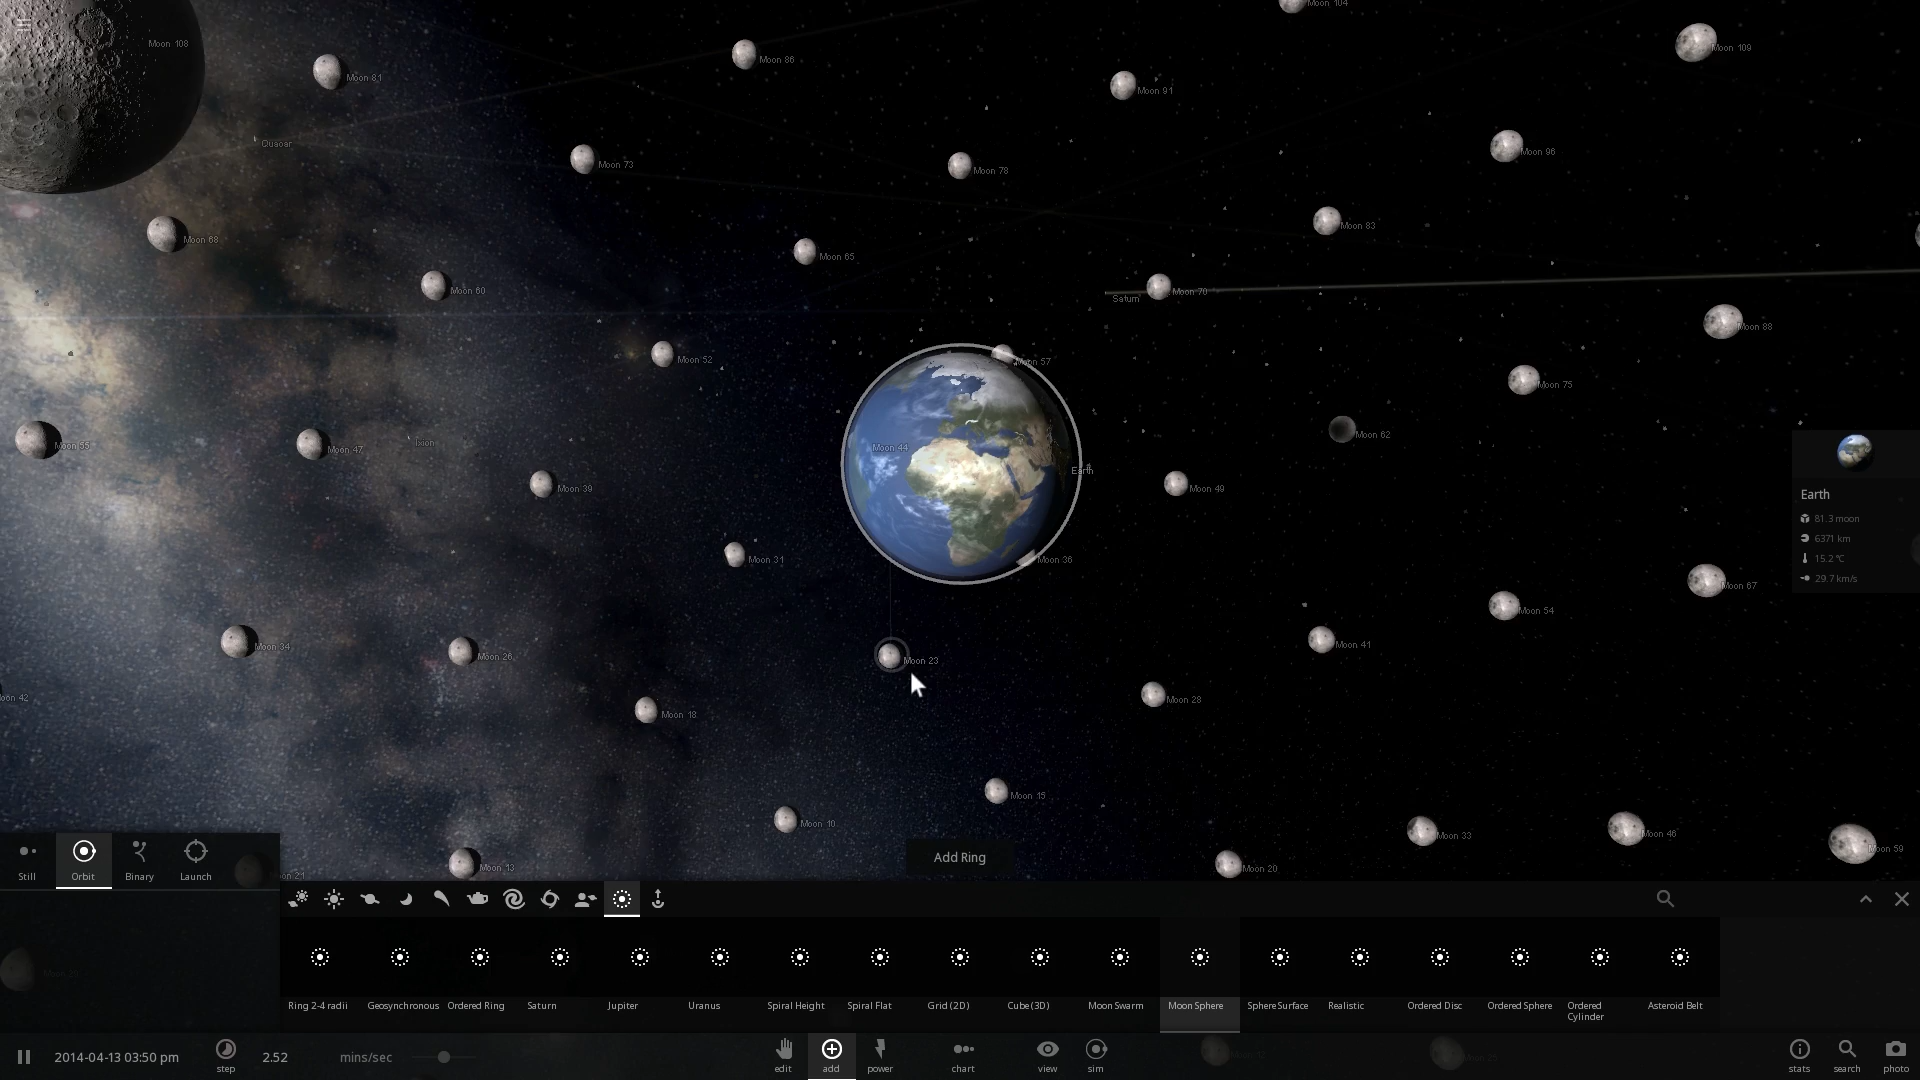 Moon 104
Moon 108
Moon 109
Moon 86
Moon 81
Moon 91
Quaoar
Moon 96
Moon 73
Moon 78
Moon 83
Moon 68
Moon 65
Moon 60
Moon 70
Saturn
Moon 88
Moon 52
Moon 57
Moon 75
Moon 62
Moon 55
Moon 47
Ixion
Moon 44
Earth
Moon 39
Moon 49
Earth
81.3 moon
6371 km
15.2 °C
29.7 km/s
Moon 31
Moon 36
Moon 67
Moon 54
Moon 34
Moon 26
Moon 23
Moon 41
oon 42
Moon 18
Moon 28
Moon 15
Moon 10
Moon 33
Moon 46
Moon 59
Add Ring
Moon 13
Moon 20
Still
Orbit
Binary
Launch
Ring 2-4 radii
Geosynchronous
Ordered Ring
Saturn
Jupiter
Uranus
Spiral Height
Spiral Flat
Grid (2D)
Cube (3D)
Moon Swarm
Moon Sphere
Sphere Surface
Realistic
Ordered Disc
Ordered Sphere
Ordered
Cylinder
Asteroid Belt
2014-04-13 03:50 pm
step
2.52
mins/sec
edit
add
power
chart
view
sim
stats
search
photo